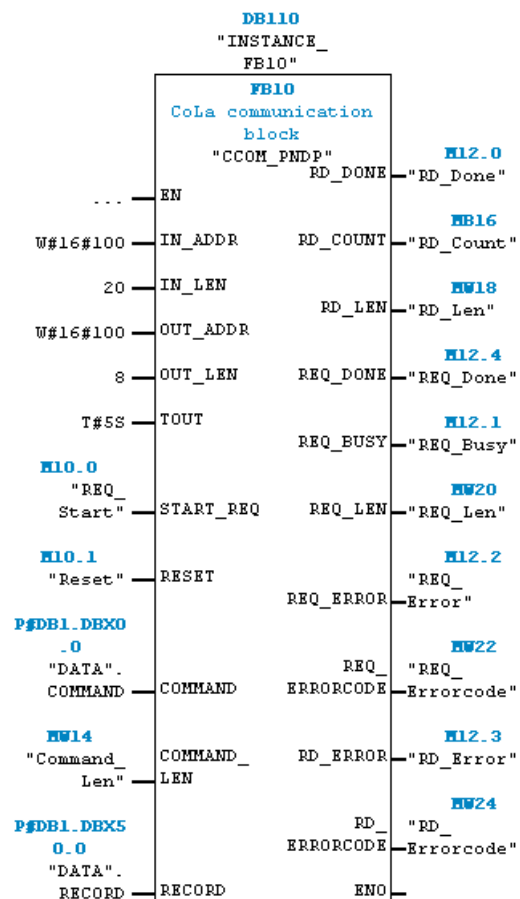 DB110
"INSTANCE_
FB10"
FB10
CoLa communication
block
"CCOM_PNDP"
M12.0
RD_DONE "RD_Done"
... EN
MB16
W#16#100 IN_ADDR RD_COUNT "RD_Count"
20 IN_LEN
MW18
RD_LEN "RD_Len"
W#16#100 OUT_ADDR
M12.4
8 OUT_LEN REQ_DONE "REQ_Done"
T#5S TOUT
M12.1
REQ_BUSY "REQ_Busy"
M10.0
"REQ_
Start" START_REQ
MW20
REQ_LEN "REQ_Len"
M10.1
"Reset" RESET
M12.2
"REQ_
REQ_ERROR Error"
P#DB1.DBX0
.0
"DATA".
COMMAND COMMAND
MW22
REQ_ "REQ_
ERRORCODE Errorcode"
MW14
"Command_
Len" COMMAND_
LEN
M12.3
RD_ERROR "RD_Error"
MW24
RD_ "RD_
ERRORCODE Errorcode"
P#DB1.DBX5
0.0
"DATA".
RECORD RECORD ENO